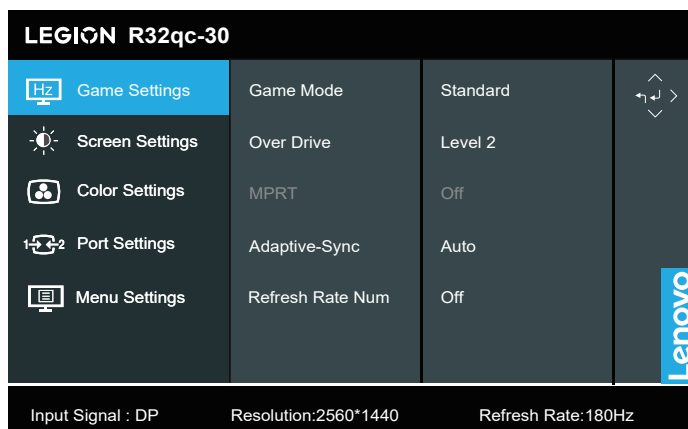 LEGION R32qc-30
Hz Game Settings Game Mode Standard
Screen Settings Over Drive Level 2
Color Settings MPRT Off
1 2 Port Settings Adaptive-Sync Auto
Menu Settings Refresh Rate Num Off
Lenovo
Input Signal : DP Resolution:2560*1440 Refresh Rate:180Hz